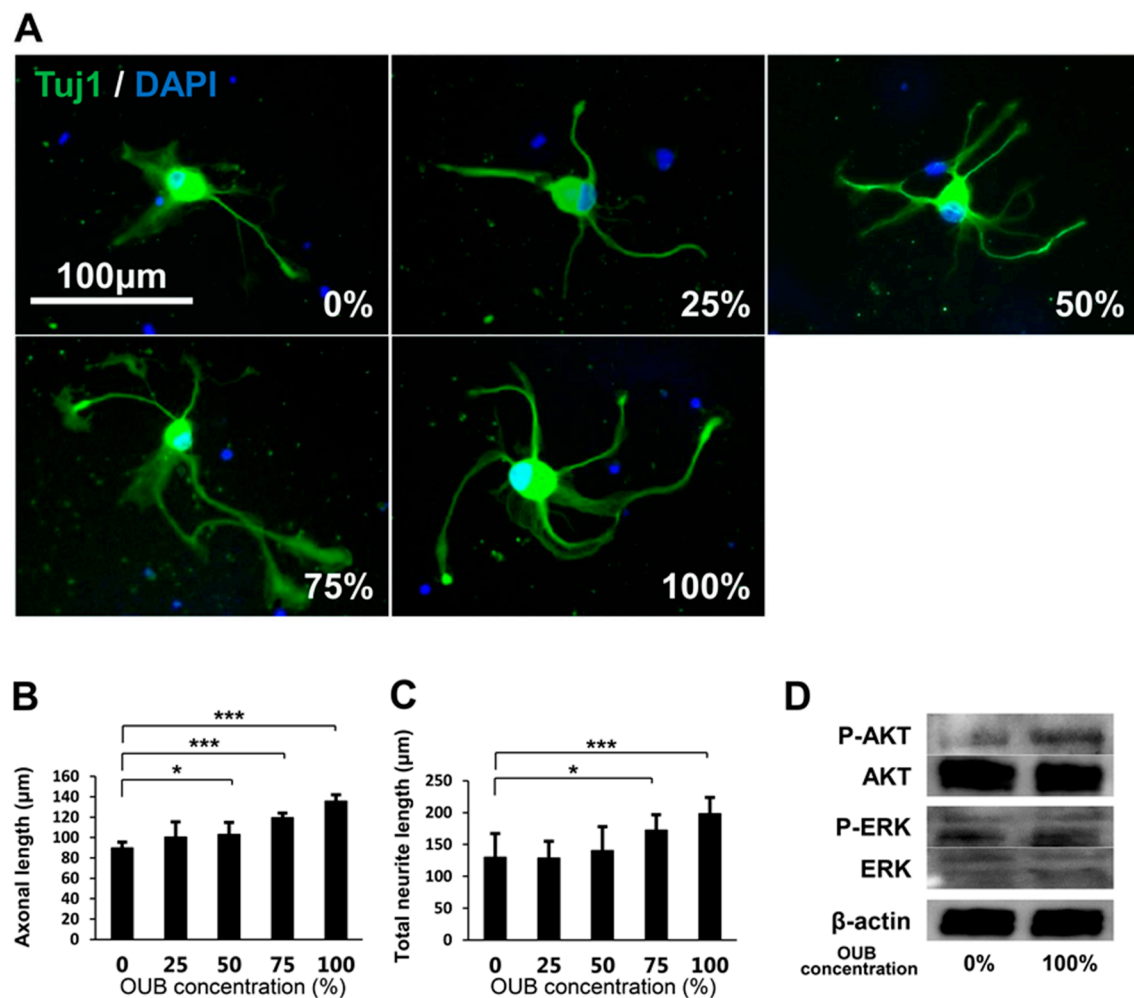 A
Tuj1 / DAPI
100µm
0%
25%
50%
75%
100%
B
***
***
*
Axonal length (µm)
160
140
120
100
80
60
40
20
0
0 25 50 75 100
OUB concentration (%)
C
***
*
Total neurite length (µm)
250
200
150
100
50
0
0 25 50 75 100
OUB concentration (%)
D
P-AKT
AKT
P-ERK
ERK
β-actin
OUB
concentration
0% 100%